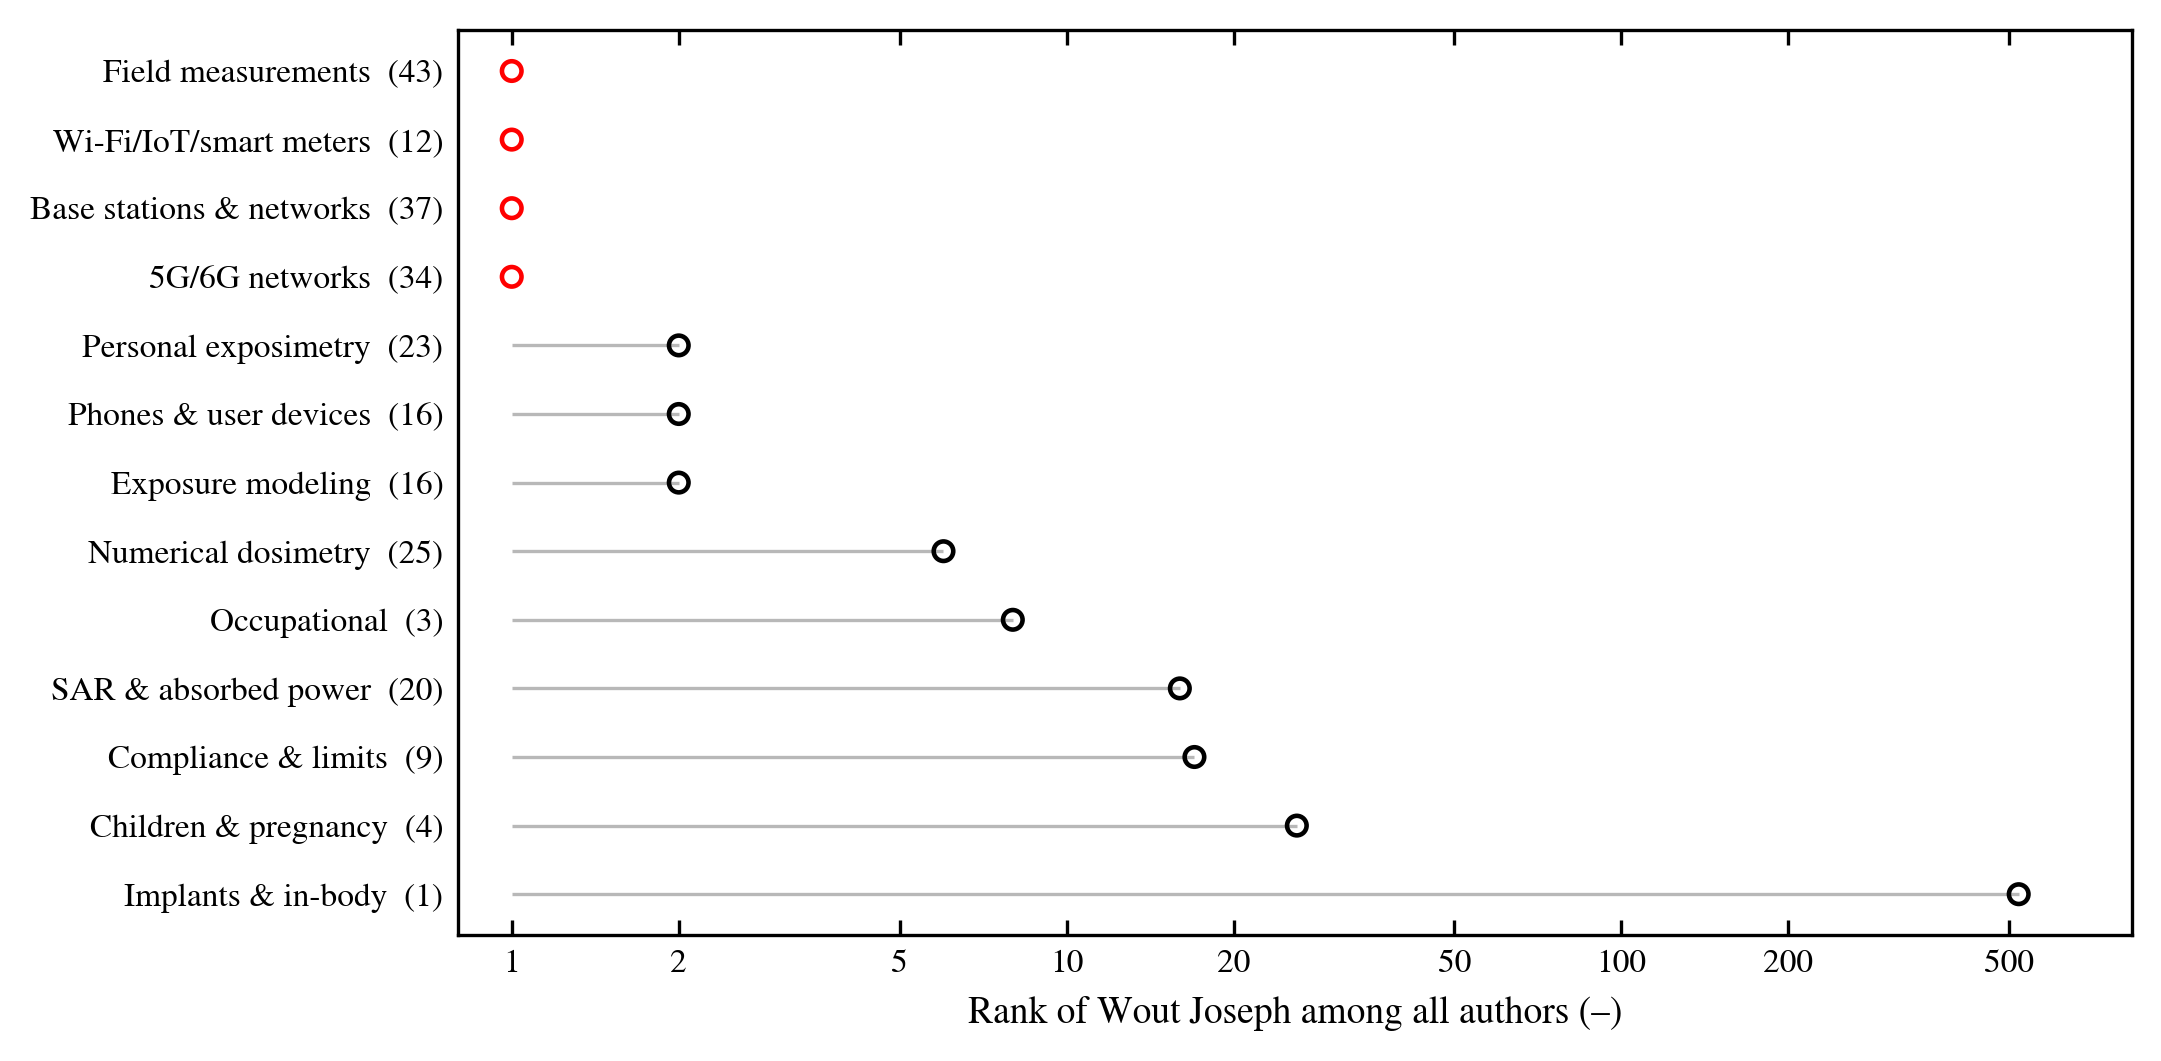 Field measurements (43)
Wi-Fi/IoT/smart meters (12)
Base stations & networks (37)
5G/6G networks (34)
Personal exposimetry (23)
Phones & user devices (16)
Exposure modeling (16)
Numerical dosimetry (25)
Occupational (3)
SAR & absorbed power (20)
Compliance & limits (9)
Children & pregnancy (4)
Implants & in-body (1)
1 2 5 10 20 50 100 200 500
Rank of Wout Joseph among all authors (–)